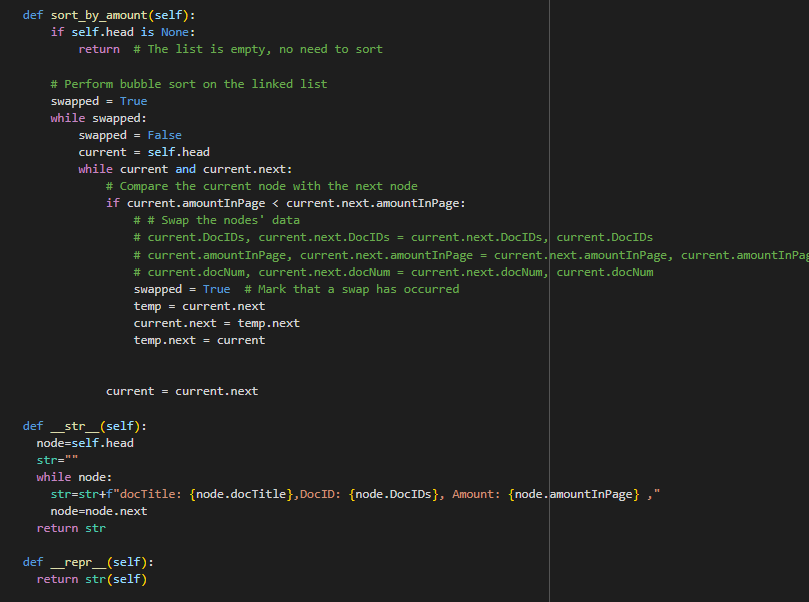 def sort_by_amount(self):
    if self.head is None:
        return  # The list is empty, no need to sort

    # Perform bubble sort on the linked list
    swapped = True
    while swapped:
        swapped = False
        current = self.head
        while current and current.next:
            # Compare the current node with the next node
            if current.amountInPage < current.next.amountInPage:
                # # Swap the nodes' data
                # current.DocIDs, current.next.DocIDs = current.next.DocIDs, current.DocIDs
                # current.amountInPage, current.next.amountInPage = current.next.amountInPage, current.amountInPag
                # current.docNum, current.next.docNum = current.next.docNum, current.docNum
                swapped = True  # Mark that a swap has occurred
                temp = current.next
                current.next = temp.next
                temp.next = current


            current = current.next

def __str__(self):
  node=self.head
  str=""
  while node:
    str=str+f"docTitle: {node.docTitle},DocID: {node.DocIDs}, Amount: {node.amountInPage} ,"
    node=node.next
  return str

def __repr__(self):
  return str(self)